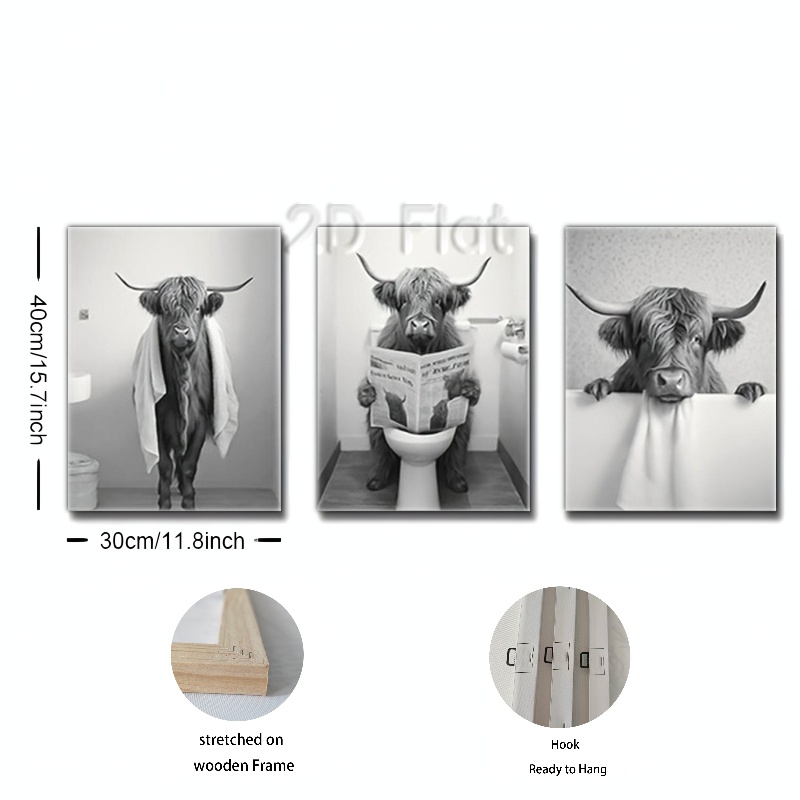 2D Flat
40cm/15.7inch
30cm/11.8inch
stretched on
wooden Frame
Hook
Ready to Hang